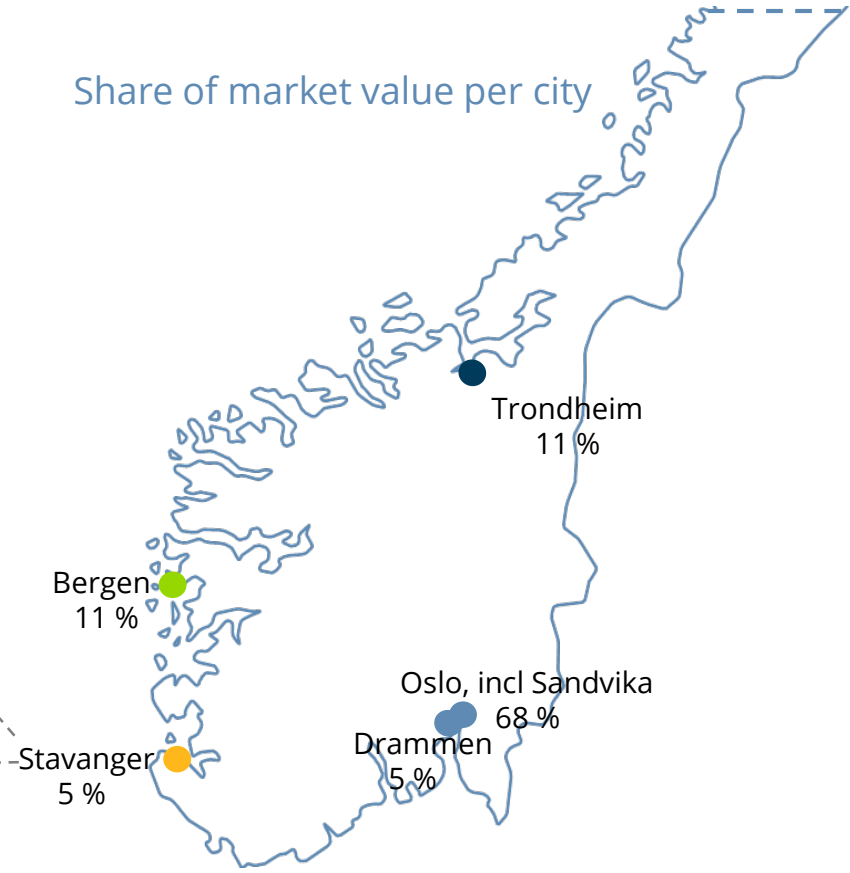 Share of market value per city
Trondheim
11 %
Bergen
11 %
Oslo, incl Sandvika
68 %
Drammen
5 %
Stavanger
5 %